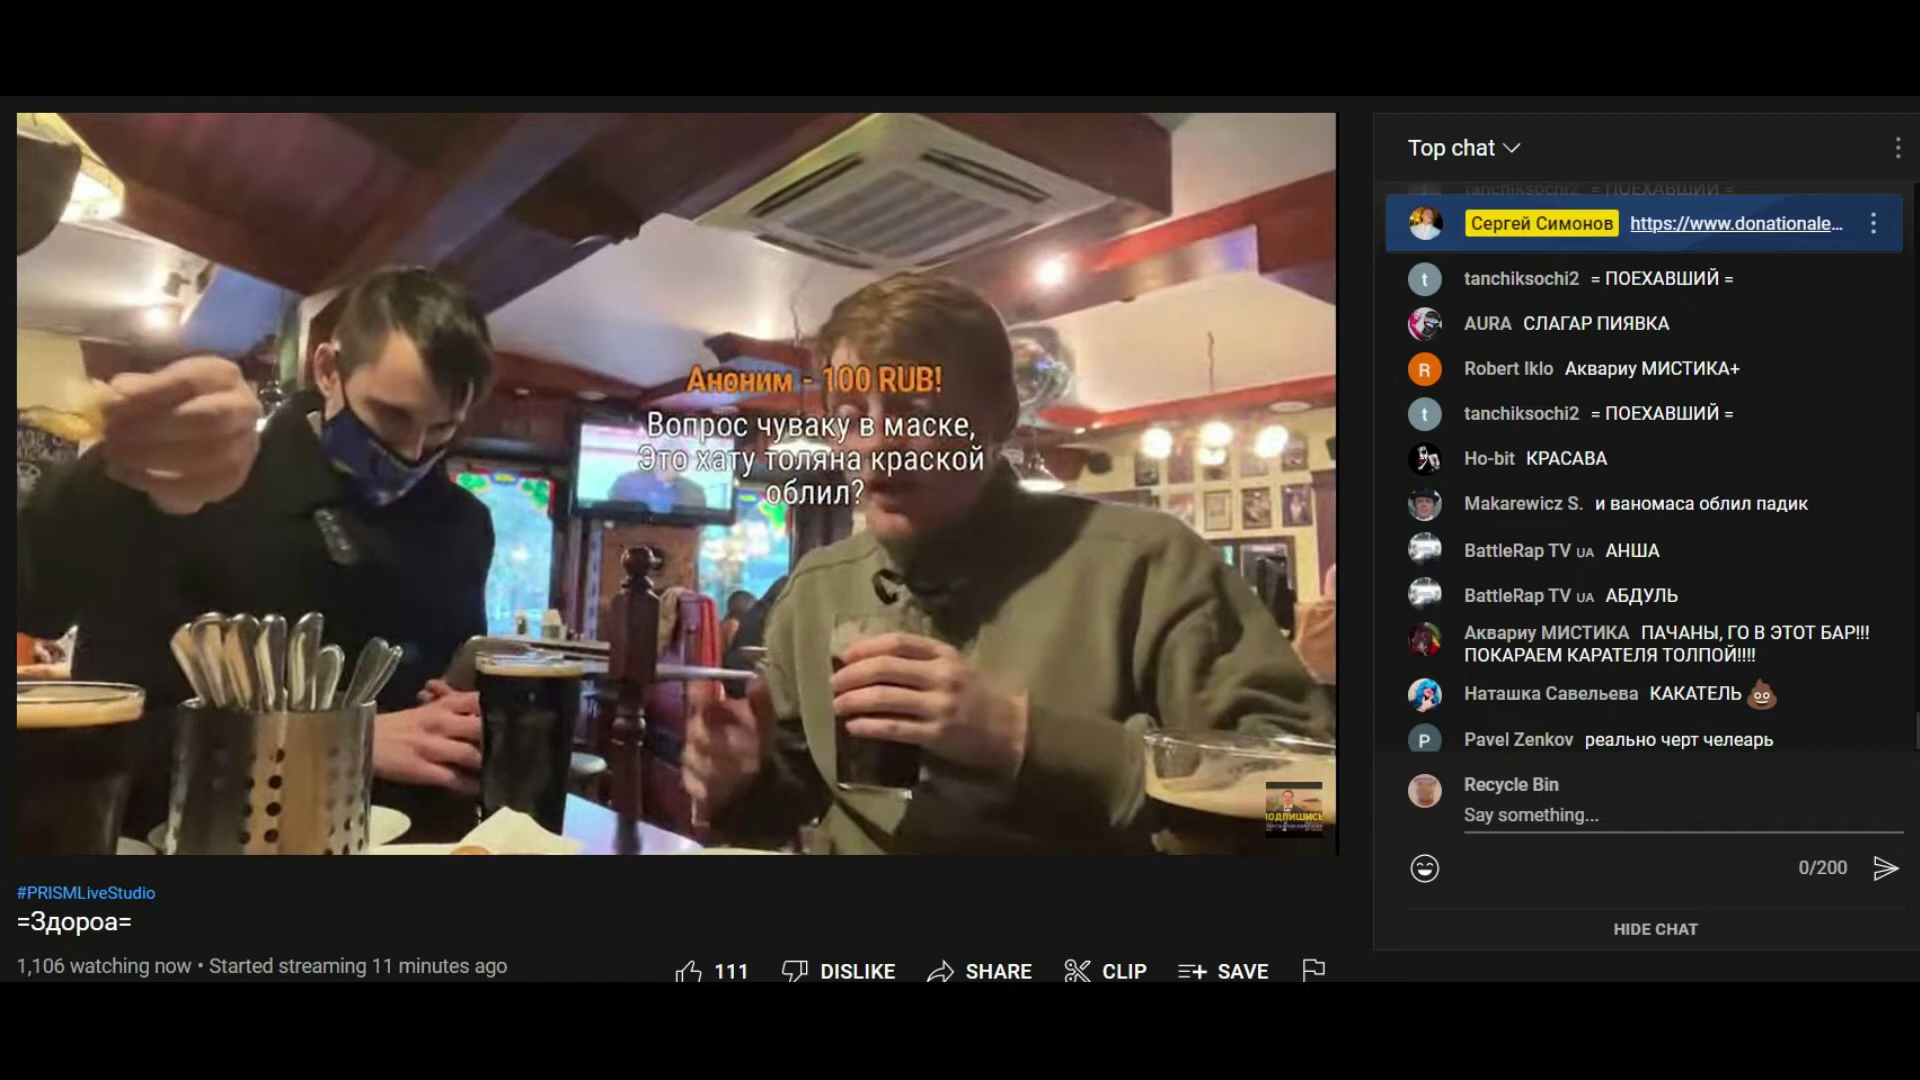 Аноним - 100 RUB!
Вопрос чуваку в маске,
Это хату толяна краской
облил?
ПОДПИШИСЬ
#PRISMLiveStudio
=Здороа=
1,106 watching now • Started streaming 11 minutes ago
111 DISLIKE SHARE CLIP SAVE
Top chat
tanchiksochi2 = ПОЕХАВШИЙ =
Сергей Симонов https://www.donationale...
t tanchiksochi2 = ПОЕХАВШИЙ =
AURA СЛАГАР ПИЯВКА
R Robert Iklo Аквариу МИСТИКА+
t tanchiksochi2 = ПОЕХАВШИЙ =
Ho-bit КРАСАВА
Makarewicz S. и ваномаса облил падик
BattleRap TV UA АНША
BattleRap TV UA АБДУЛЬ
Аквариу МИСТИКА ПАЧАНЫ, ГО В ЭТОТ БАР!!!
ПОКАРАЕМ КАРАТЕЛЯ ТОЛПОЙ!!!!
Наташка Савельева КАКАТЕЛЬ 💩
P Pavel Zenkov реально черт челеарь
Recycle Bin
Say something...
0/200
HIDE CHAT